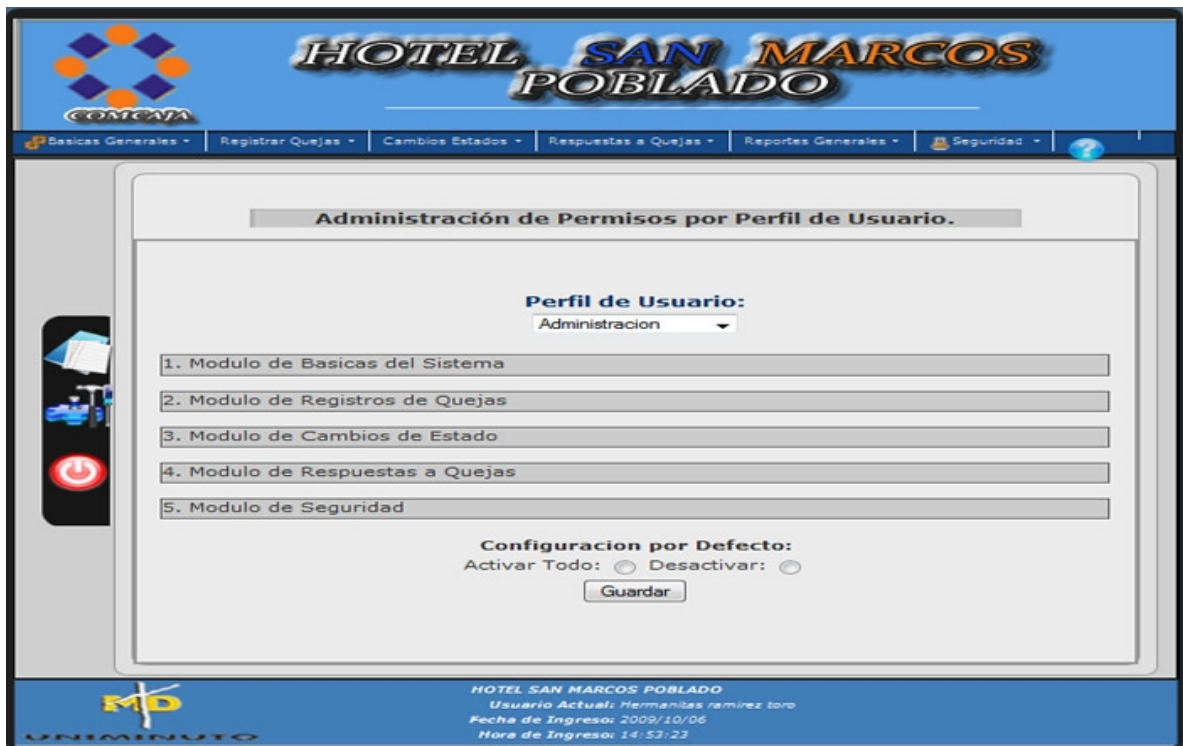 HOTEL SAN MARCOS
POBLADO
COMCAJA
Basicas Generales Registrar Quejas Cambios Estados Respuestas a Quejas Reportes Generales Seguridad ?
Administración de Permisos por Perfil de Usuario.
Perfil de Usuario:
Administracion
1. Modulo de Basicas del Sistema
2. Modulo de Registros de Quejas
3. Modulo de Cambios de Estado
4. Modulo de Respuestas a Quejas
5. Modulo de Seguridad
Configuracion por Defecto:
Activar Todo: Desactivar:
Guardar
MD
UNIMINUTO
HOTEL SAN MARCOS POBLADO
Usuario Actual: Hermanitas ramirez toro
Fecha de Ingreso: 2009/10/06
Hora de Ingreso: 14:53:23